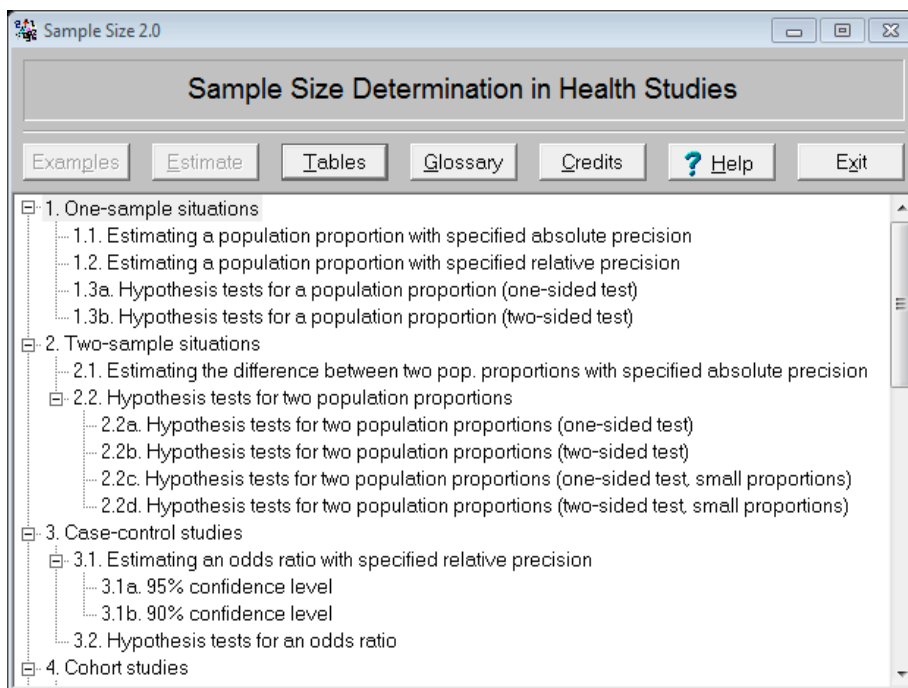 Sample Size 2.0
Sample Size Determination in Health Studies
Examples Estimate Tables Glossary Credits ? Help Exit
1. One-sample situations
1.1. Estimating a population proportion with specified absolute precision
1.2. Estimating a population proportion with specified relative precision
1.3a. Hypothesis tests for a population proportion (one-sided test)
1.3b. Hypothesis tests for a population proportion (two-sided test)
2. Two-sample situations
2.1. Estimating the difference between two pop. proportions with specified absolute precision
2.2. Hypothesis tests for two population proportions
2.2a. Hypothesis tests for two population proportions (one-sided test)
2.2b. Hypothesis tests for two population proportions (two-sided test)
2.2c. Hypothesis tests for two population proportions (one-sided test, small proportions)
2.2d. Hypothesis tests for two population proportions (two-sided test, small proportions)
3. Case-control studies
3.1. Estimating an odds ratio with specified relative precision
3.1a. 95% confidence level
3.1b. 90% confidence level
3.2. Hypothesis tests for an odds ratio
4. Cohort studies